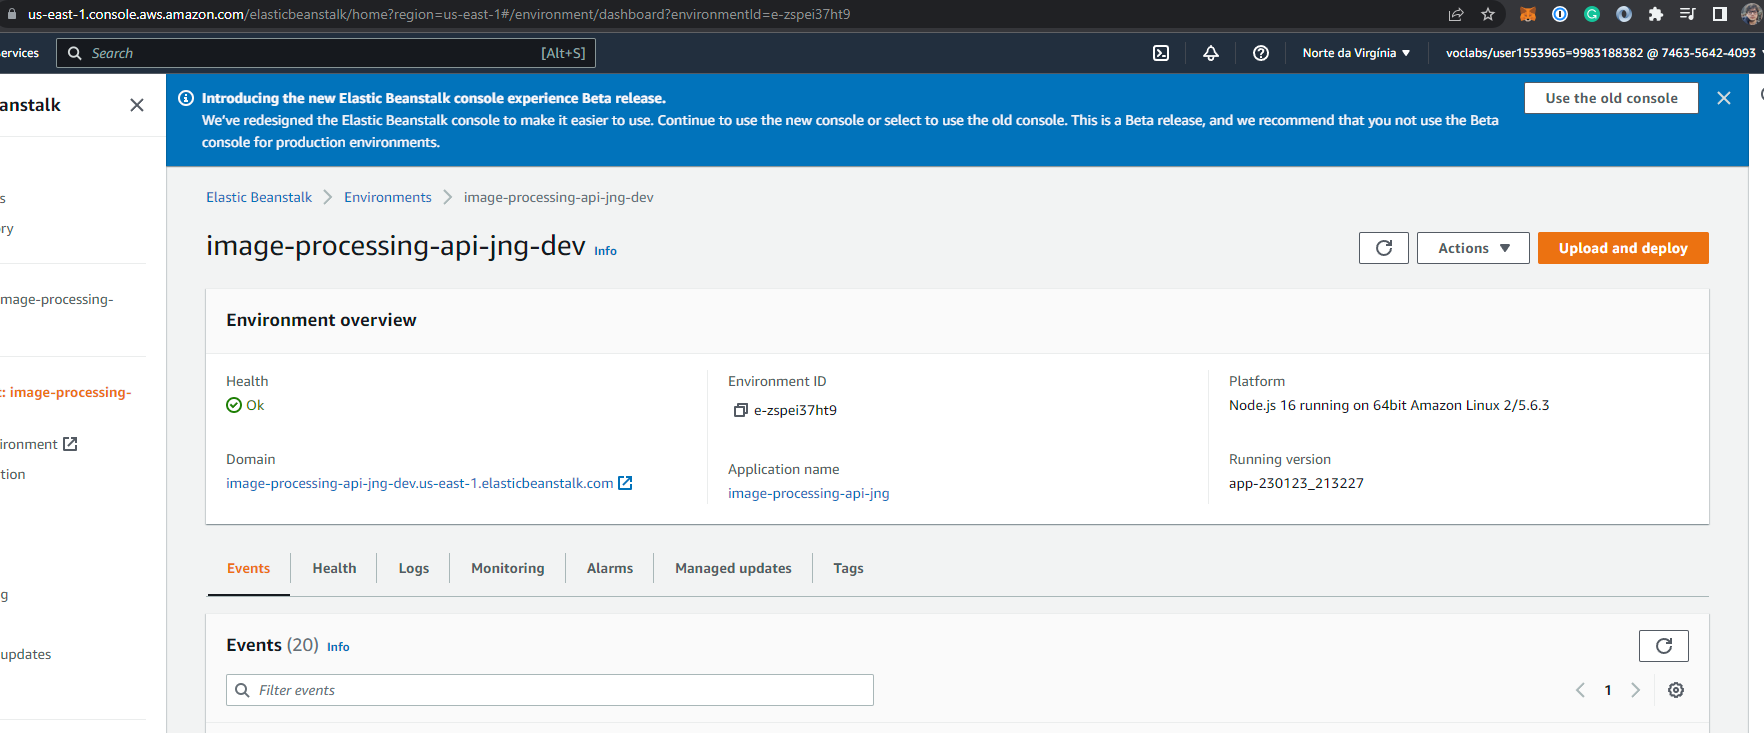 us-east-1.console.aws.amazon.com/elasticbeanstalk/home?region=us-east-1#/environment/dashboard?environmentId=e-zspei37ht9
ervices
Search
[Alt+S]
Norte da Virgínia
voclabs/user1553965=9983188382 @ 7463-5642-4093
anstalk
Introducing the new Elastic Beanstalk console experience Beta release.
We've redesigned the Elastic Beanstalk console to make it easier to use. Continue to use the new console or select to use the old console. This is a Beta release, and we recommend that you not use the Beta
console for production environments.
Use the old console
s
ry
mage-processing-
: image-processing-
ironment
tion
g
updates
Elastic Beanstalk
Environments
image-processing-api-jng-dev
image-processing-api-jng-dev Info
Actions
Upload and deploy
Environment overview
Health
Ok
Domain
image-processing-api-jng-dev.us-east-1.elasticbeanstalk.com
Environment ID
e-zspei37ht9
Application name
image-processing-api-jng
Platform
Node.js 16 running on 64bit Amazon Linux 2/5.6.3
Running version
app-230123_213227
Events
Health
Logs
Monitoring
Alarms
Managed updates
Tags
Events (20) Info
Filter events
1